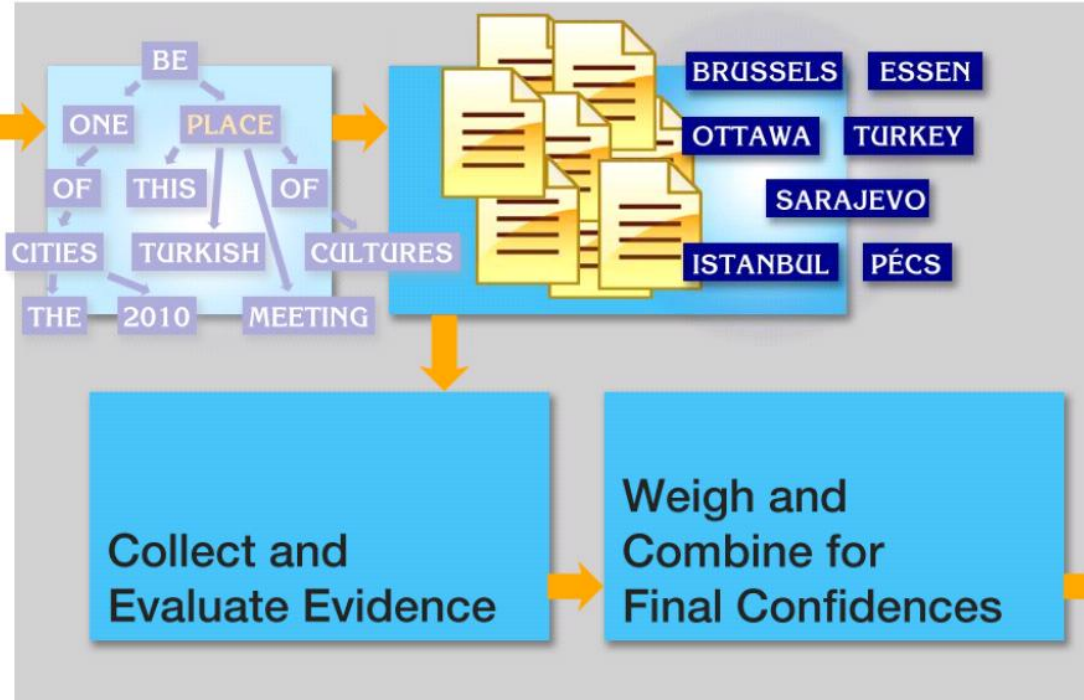 BE
ONE PLACE
OF THIS OF
CITIES TURKISH CULTURES
THE 2010 MEETING
BRUSSELS ESSEN
OTTAWA TURKEY
SARAJEVO
ISTANBUL PÉCS
Collect and
Evaluate Evidence
Weigh and
Combine for
Final Confidences